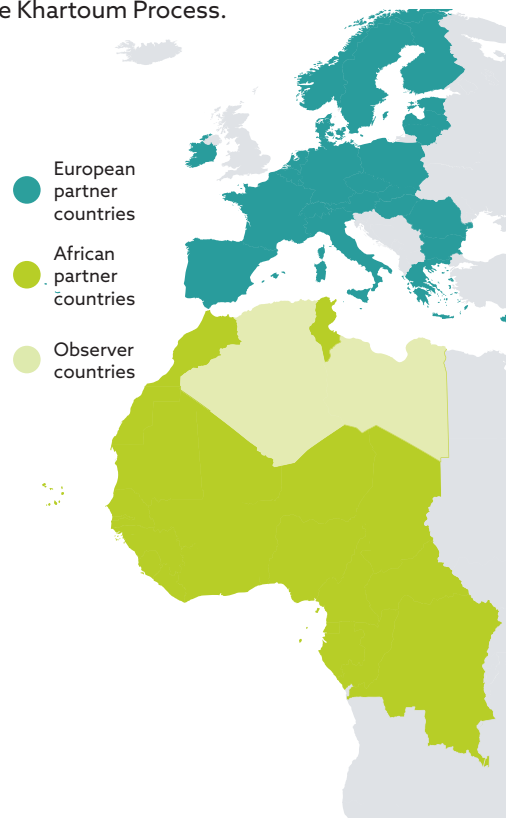 e Khartoum Process.
European
partner
countries
African
partner
countries
Observer
countries